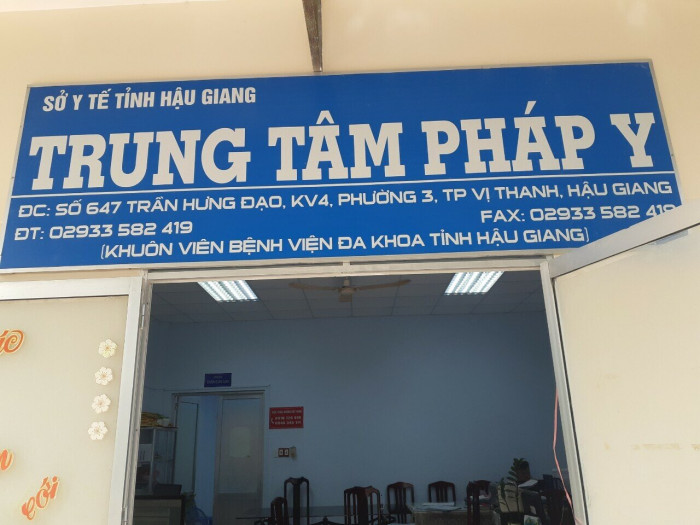 SỞ Y TẾ TỈNH HẬU GIANG
TRUNG TÂM PHÁP Y
ĐC: SỐ 647 TRẦN HƯNG ĐẠO, KV4, PHƯỜNG 3, TP VỊ THANH, HẬU GIANG
ĐT: 02933 582 419 FAX: 02933 582 419
(KHUÔN VIÊN BỆNH VIỆN ĐA KHOA TỈNH HẬU GIANG)
cỗi